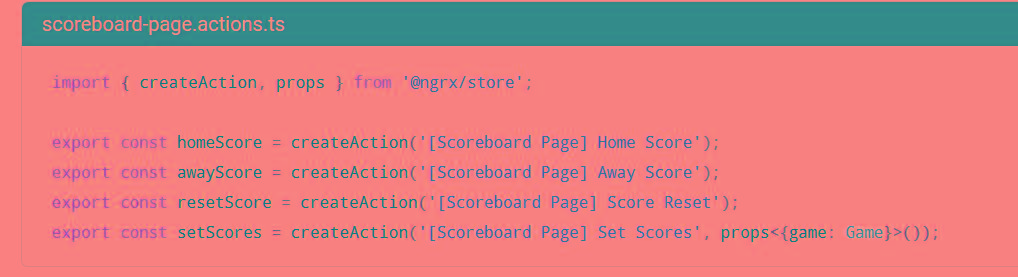 scoreboard-page.actions.ts
import { createAction, props } from '@ngrx/store';
export const homeScore = createAction('[Scoreboard Page] Home Score');
export const awayScore = createAction('[Scoreboard Page] Away Score');
export const resetScore = createAction('[Scoreboard Page] Score Reset');
export const setScores = createAction('[Scoreboard Page] Set Scores', props<{game: Game}>());